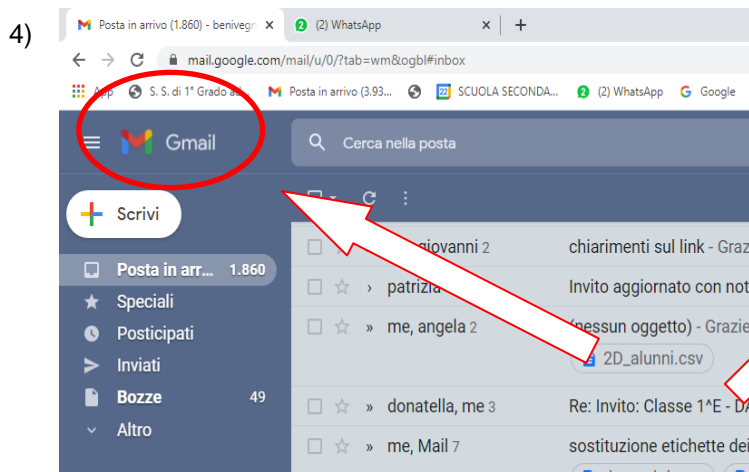 4)
Posta in arrivo (1.860) - benivegn
(2) WhatsApp
mail.google.com/mail/u/0/?tab=wm&ogbl#inbox
App
S. S. di 1° Grado ad
Posta in arrivo (3.93...
SCUOLA SECONDA...
(2) WhatsApp
Google
Gmail
Cerca nella posta
Scrivi
giovanni 2
chiarimenti sul link - Graz
Posta in arr... 1.860
patrizia
Invito aggiornato con not
Speciali
Posticipati
me, angela 2
(nessun oggetto) - Grazie
2D_alunni.csv
Inviati
Bozze 49
donatella, me 3
Re: Invito: Classe 1^E - DA
Altro
me, Mail 7
sostituzione etichette dei